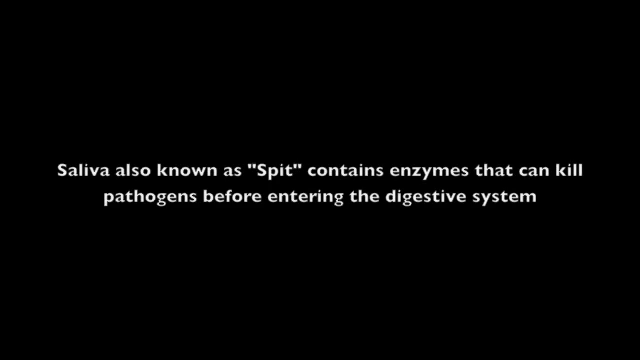 Saliva also known as "Spit" contains enzymes that can kill
pathogens before entering the digestive system